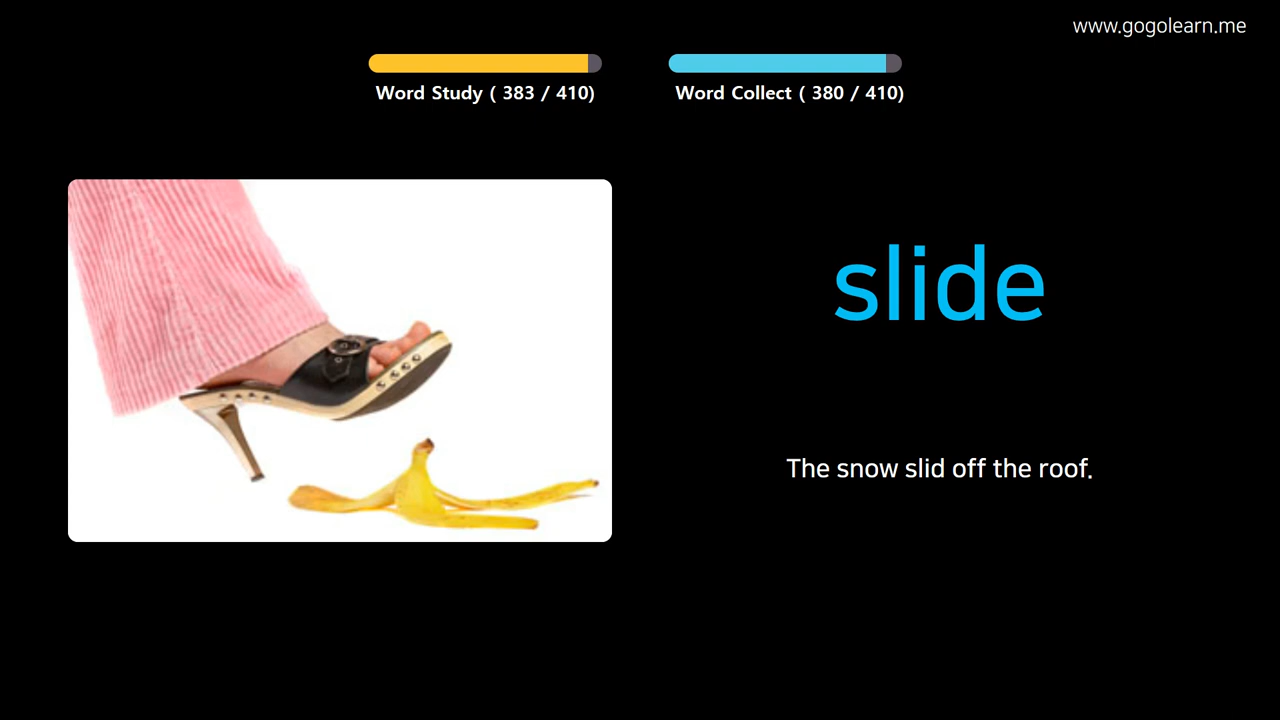 www.gogolearn.me
Word Study ( 383 / 410)
Word Collect ( 380 / 410)
slide
The snow slid off the roof.